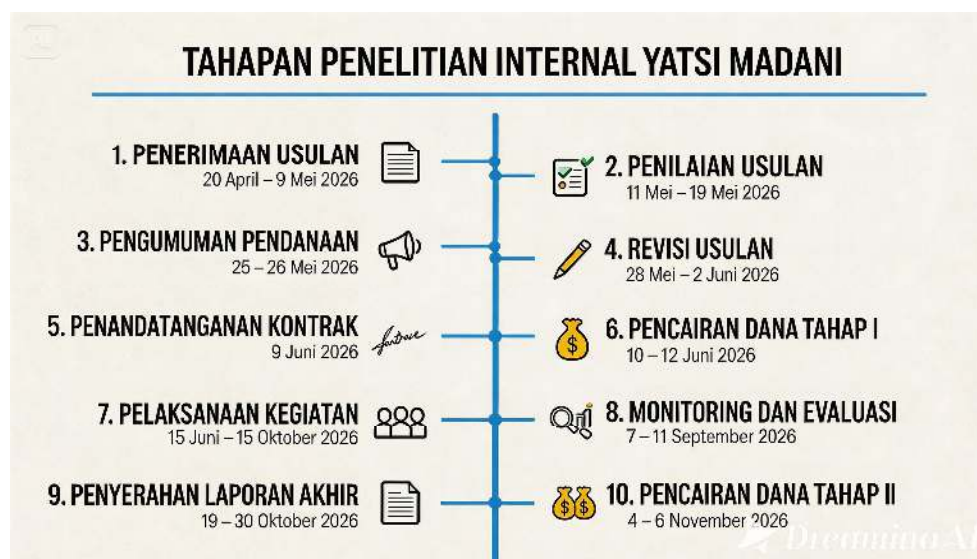 TAHAPAN PENELITIAN INTERNAL YATSI MADANI
1. PENERIMAAN USULAN
20 April – 9 Mei 2026
2. PENILAIAN USULAN
11 Mei – 19 Mei 2026
3. PENGUMUMAN PENDANAAN
25 – 26 Mei 2026
4. REVISI USULAN
28 Mei – 2 Juni 2026
5. PENANDATANGANAN KONTRAK
9 Juni 2026
6. PENCAIRAN DANA TAHAP I
10 – 12 Juni 2026
7. PELAKSANAAN KEGIATAN
15 Juni – 15 Oktober 2026
8. MONITORING DAN EVALUASI
7 – 11 September 2026
9. PENYERAHAN LAPORAN AKHIR
19 – 30 Oktober 2026
10. PENCAIRAN DANA TAHAP II
4 – 6 November 2026
Dreamina AI